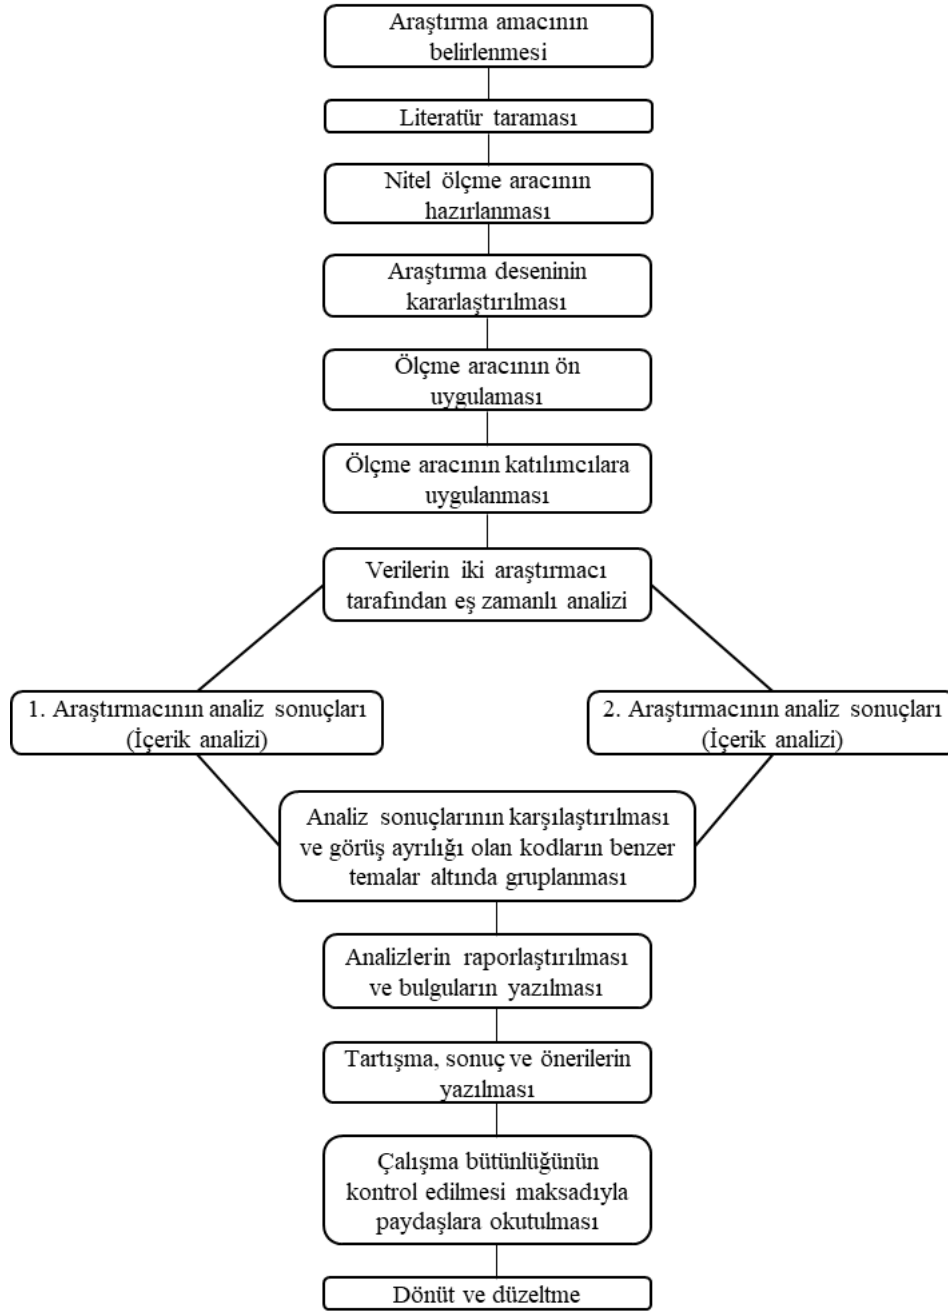 Araştırma amacının
belirlenmesi
Literatür taraması
Nitel ölçme aracının
hazırlanması
Araştırma deseninin
kararlaştırılması
Ölçme aracının ön
uygulaması
Ölçme aracının katılımcılara
uygulanması
Verilerin iki araştırmacı
tarafından eş zamanlı analizi
1. Araştırmacının analiz sonuçları
(İçerik analizi)
2. Araştırmacının analiz sonuçları
(İçerik analizi)
Analiz sonuçlarının karşılaştırılması
ve görüş ayrılığı olan kodların benzer
temalar altında gruplanması
Analizlerin raporlaştırılması
ve bulguların yazılması
Tartışma, sonuç ve önerilerin
yazılması
Çalışma bütünlüğünün
kontrol edilmesi maksadıyla
paydaşlara okutulması
Dönüt ve düzeltme